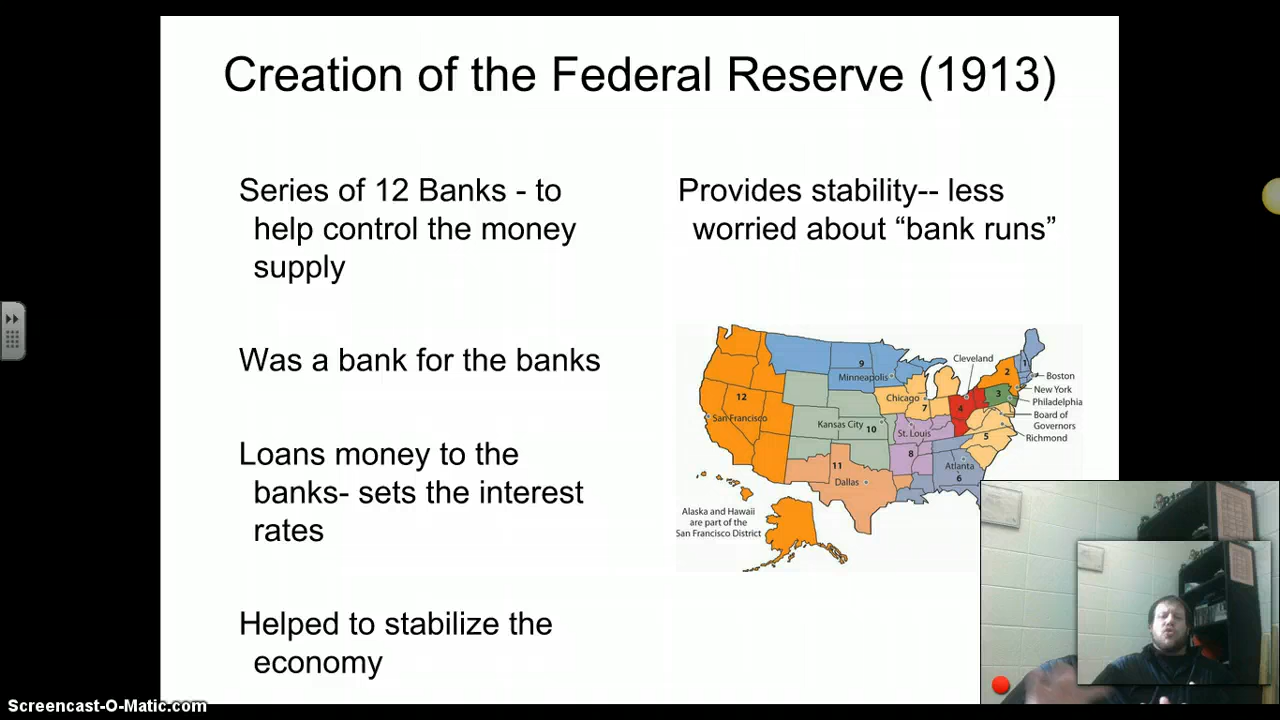 Creation of the Federal Reserve (1913)
Series of 12 Banks - to
help control the money
supply
Was a bank for the banks
Loans money to the
banks- sets the interest
rates
Helped to stabilize the
economy
Provides stability-- less
worried about “bank runs”
1
2
3
4
5
6
7
8
9
10
11
12
Cleveland
Minneapolis
Boston
New York
Philadelphia
Board of
Governors
Richmond
Chicago
San Francisco
Kansas City
St. Louis
Atlanta
Dallas
Alaska and Hawaii
are part of the
San Francisco District
Screencast-O-Matic.com